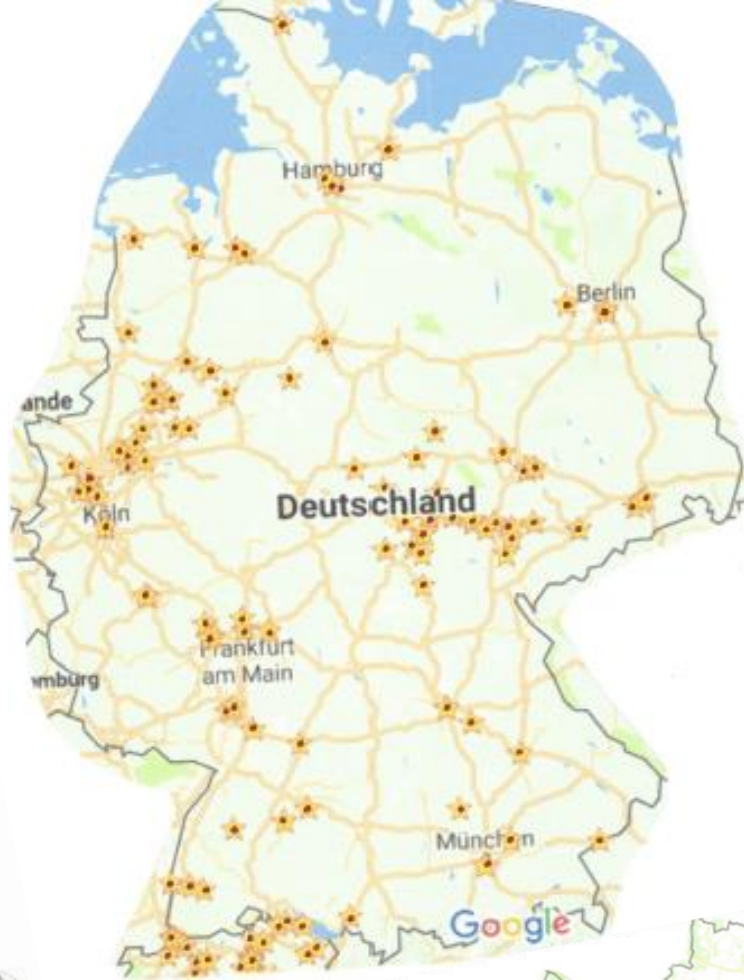 Hamburg
Berlin
ande
Deutschland
Köln
Frankfurt
am Main
mburg
München
Google